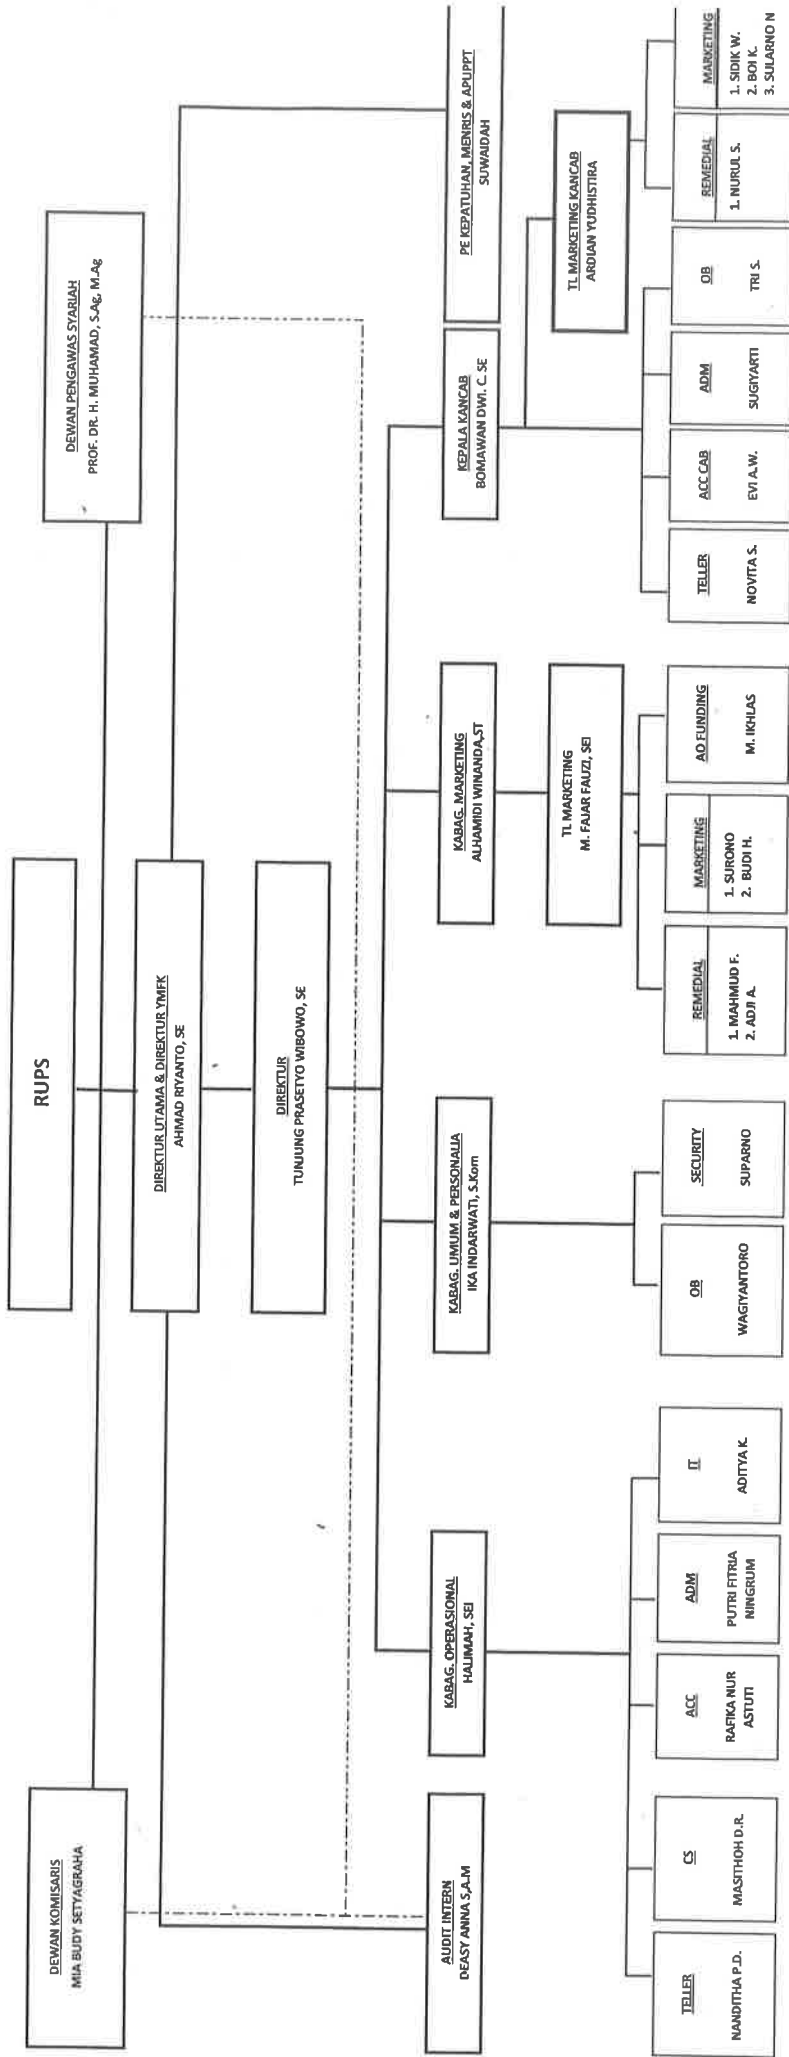 RUPS
DEWAN KOMISARIS
MIA BUDY SETYAGRAHA
DEWAN PENGAWAS SYARIAH
PROF. DR. H. MUHAMAD, S.Ag, M.Ag
DIREKTUR UTAMA & DIREKTUR YMFK
AHMAD RIYANTO, SE
DIREKTUR
TUNJUNG PRASETYO WIBOWO, SE
AUDIT INTERN
DEASY ANNA S,A-M
KABAG. OPERASIONAL
HALIMAH, SEI
KABAG. UMUM & PERSONALIA
IKA INDARWATI, S.Kom
KABAG. MARKETING
ALHAMIDI WINANDA,ST
KEPALA KANCAB
BOMAWAN DWI. C. SE
PE KEPATUHAN, MENRIS & APUPPT
SUWAIDAH
TL MARKETING
M. FAJAR FAUZI, SEI
TL MARKETING KANCAB
ARDIAN YUDHISTIRA
TELLER
NANDITHA P.D.
CS
MASITHOH D.R.
ACC
RAFIKA NUR
ASTUTI
ADM
PUTRI FITRIA
NINGRUM
IT
ADITYA K.
OB
WAGIYANTORO
SECURITY
SUPARNO
REMEDIAL
1. MAHMUD F.
2. ADJI A.
MARKETING
1. SURONO
2. BUDI H.
AO FUNDING
M. IKHLAS
TELLER
NOVITA S.
ACC CAB
EVI A.W.
ADM
SUGIYARTI
OB
TRI S.
REMEDIAL
1. NURUL S.
MARKETING
1. SIDIK W.
2. BOI K.
3. SULARNO N